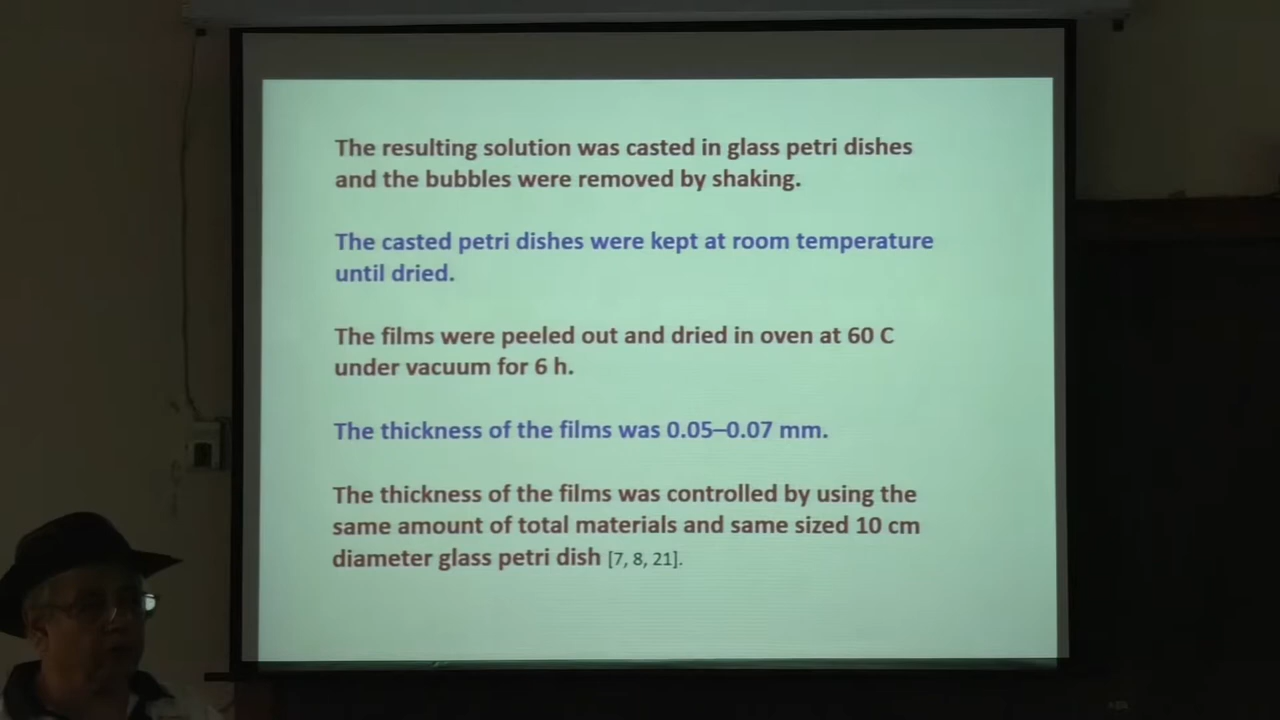 The resulting solution was casted in glass petri dishes
and the bubbles were removed by shaking.
The casted petri dishes were kept at room temperature
until dried.
The films were peeled out and dried in oven at 60 C
under vacuum for 6 h.
The thickness of the films was 0.05–0.07 mm.
The thickness of the films was controlled by using the
same amount of total materials and same sized 10 cm
diameter glass petri dish [7, 8, 21].